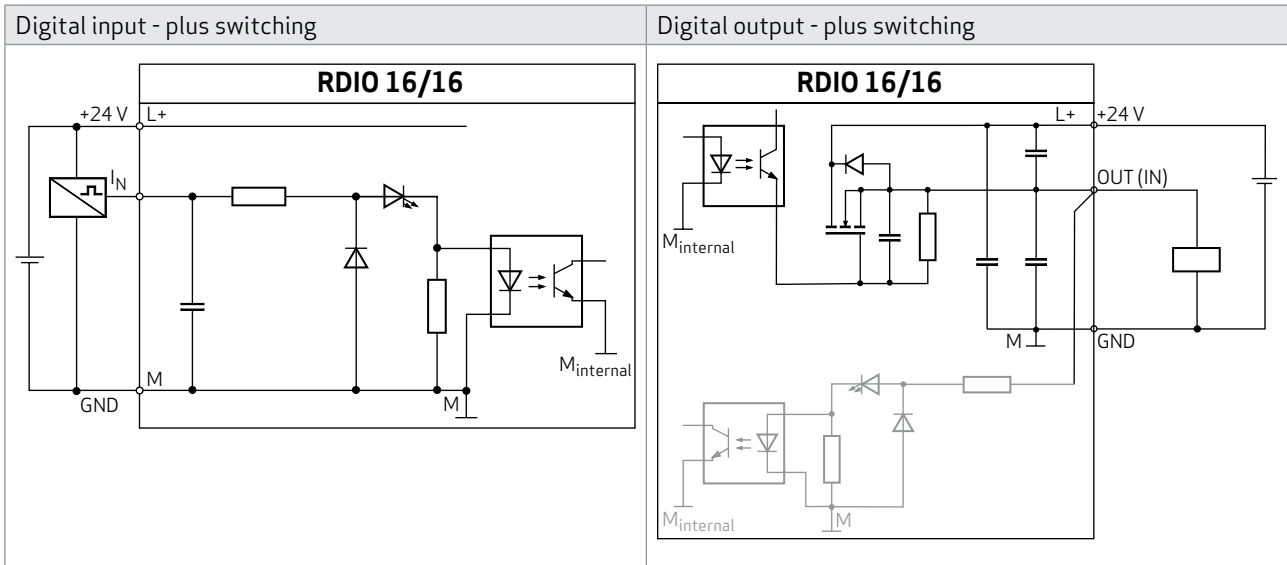 Digital input - plus switching
Digital output - plus switching
RDIO 16/16
+24 V
L+
IN
Minternal
M
M
GND
RDIO 16/16
L+
+24 V
OUT (IN)
Minternal
M
GND
Minternal
M